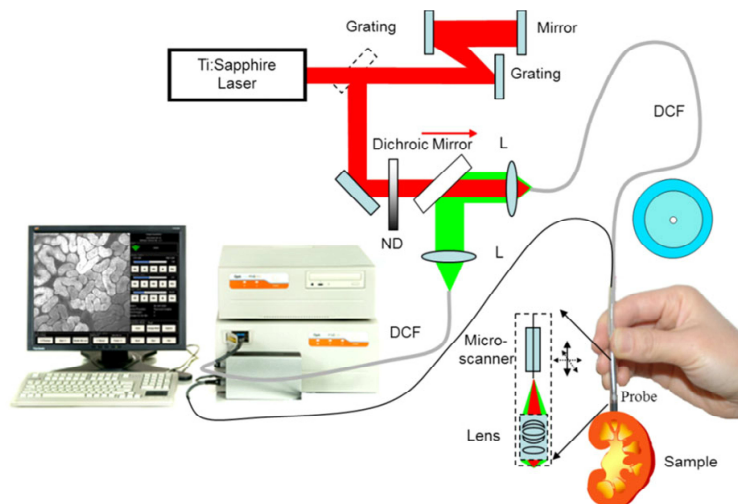 Grating
Mirror
Ti:Sapphire
Laser
Grating
DCF
Dichroic Mirror
L
ND
L
DCF
Micro-
scanner
Probe
Lens
Sample